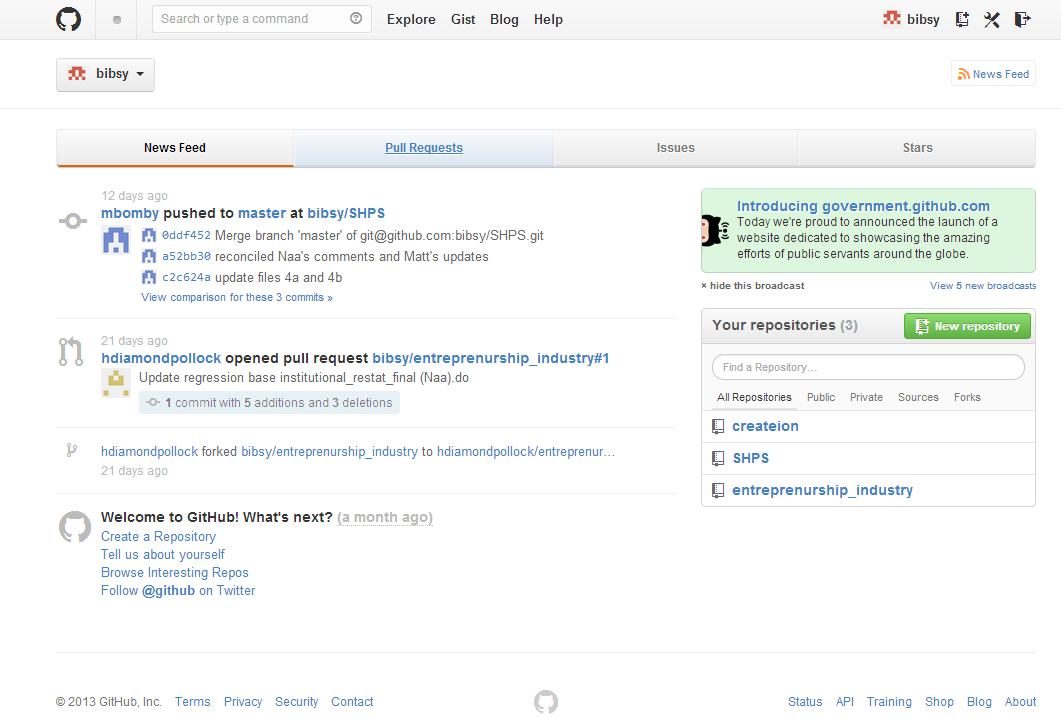 Search or type a command
Explore Gist Blog Help
bibsy
bibsy
News Feed
News Feed Pull Requests Issues Stars
12 days ago
mbomby pushed to master at bibsy/SHPS
0ddf452 Merge branch 'master' of git@github.com:bibsy/SHPS.git
a52bb30 reconciled Naa's comments and Matt's updates
c2c624a update files 4a and 4b
View comparison for these 3 commits »
21 days ago
hdiamondpollock opened pull request bibsy/entreprenurship_industry#1
Update regression base institutional_restat_final (Naa).do
1 commit with 5 additions and 3 deletions
hdiamondpollock forked bibsy/entreprenurship_industry to hdiamondpollock/entreprenur…
21 days ago
Welcome to GitHub! What's next? (a month ago)
Create a Repository
Tell us about yourself
Browse Interesting Repos
Follow @github on Twitter
Introducing government.github.com
Today we're proud to announced the launch of a
website dedicated to showcasing the amazing
efforts of public servants around the globe.
× hide this broadcast View 5 new broadcasts
Your repositories (3) New repository
Find a Repository…
All Repositories Public Private Sources Forks
createion
SHPS
entreprenurship_industry
© 2013 GitHub, Inc. Terms Privacy Security Contact
Status API Training Shop Blog About